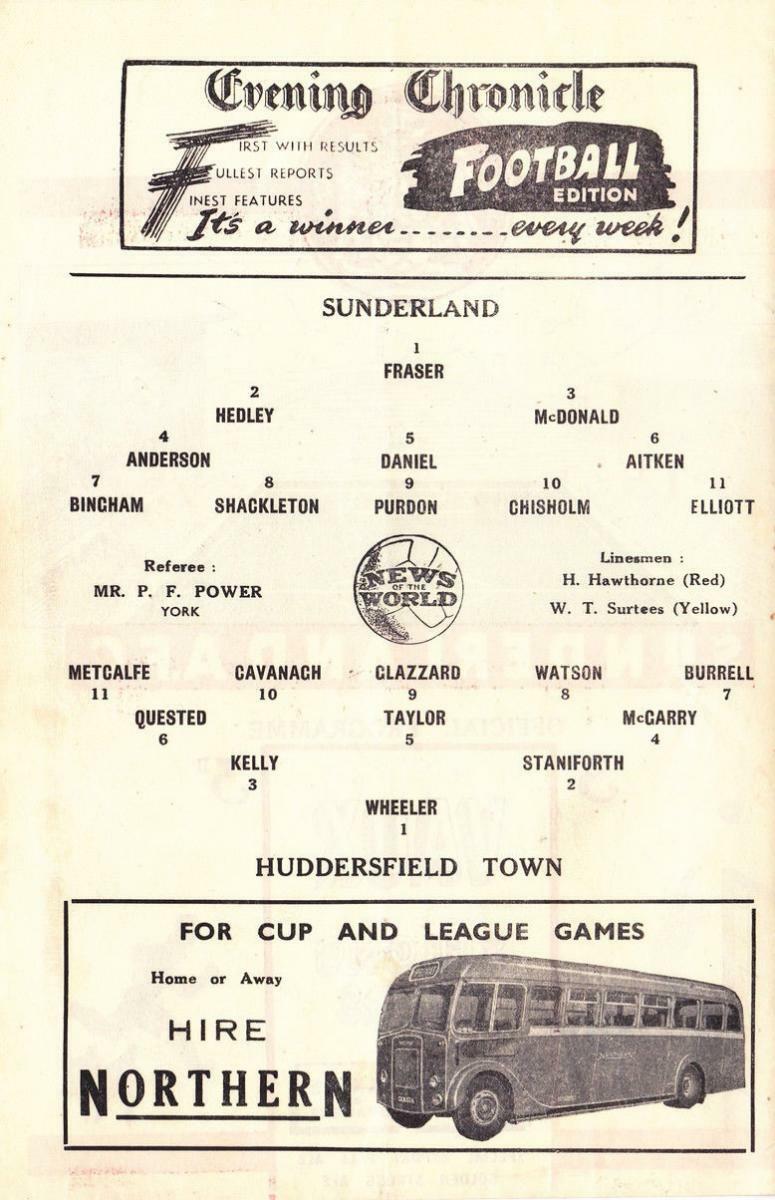 Evening Chronicle
FIRST WITH RESULTS
FULLEST REPORTS
FINEST FEATURES
FOOTBALL
EDITION
It's a winner........every week!
SUNDERLAND
1
FRASER
2 3
HEDLEY McDONALD
4 5 6
ANDERSON DANIEL AITKEN
7 8 9 10 11
BINGHAM SHACKLETON PURDON CHISHOLM ELLIOTT
Referee :
MR. P. F. POWER
YORK
NEWS
OF THE
WORLD
Linesmen :
H. Hawthorne (Red)
W. T. Surtees (Yellow)
METCALFE CAVANAGH GLAZZARD WATSON BURRELL
11 10 9 8 7
QUESTED TAYLOR McGARRY
6 5 4
KELLY STANIFORTH
3 2
WHEELER
1
HUDDERSFIELD TOWN
FOR CUP AND LEAGUE GAMES
Home or Away
HIRE
NORTHERN